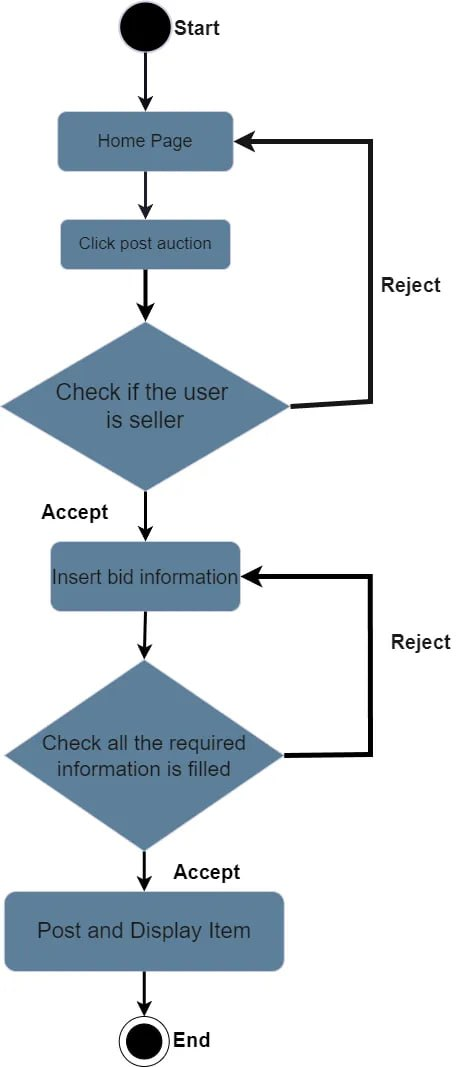 Start
Home Page
Click post auction
Reject
Check if the user
is seller
Accept
Insert bid information
Reject
Check all the required
information is filled
Accept
Post and Display Item
End